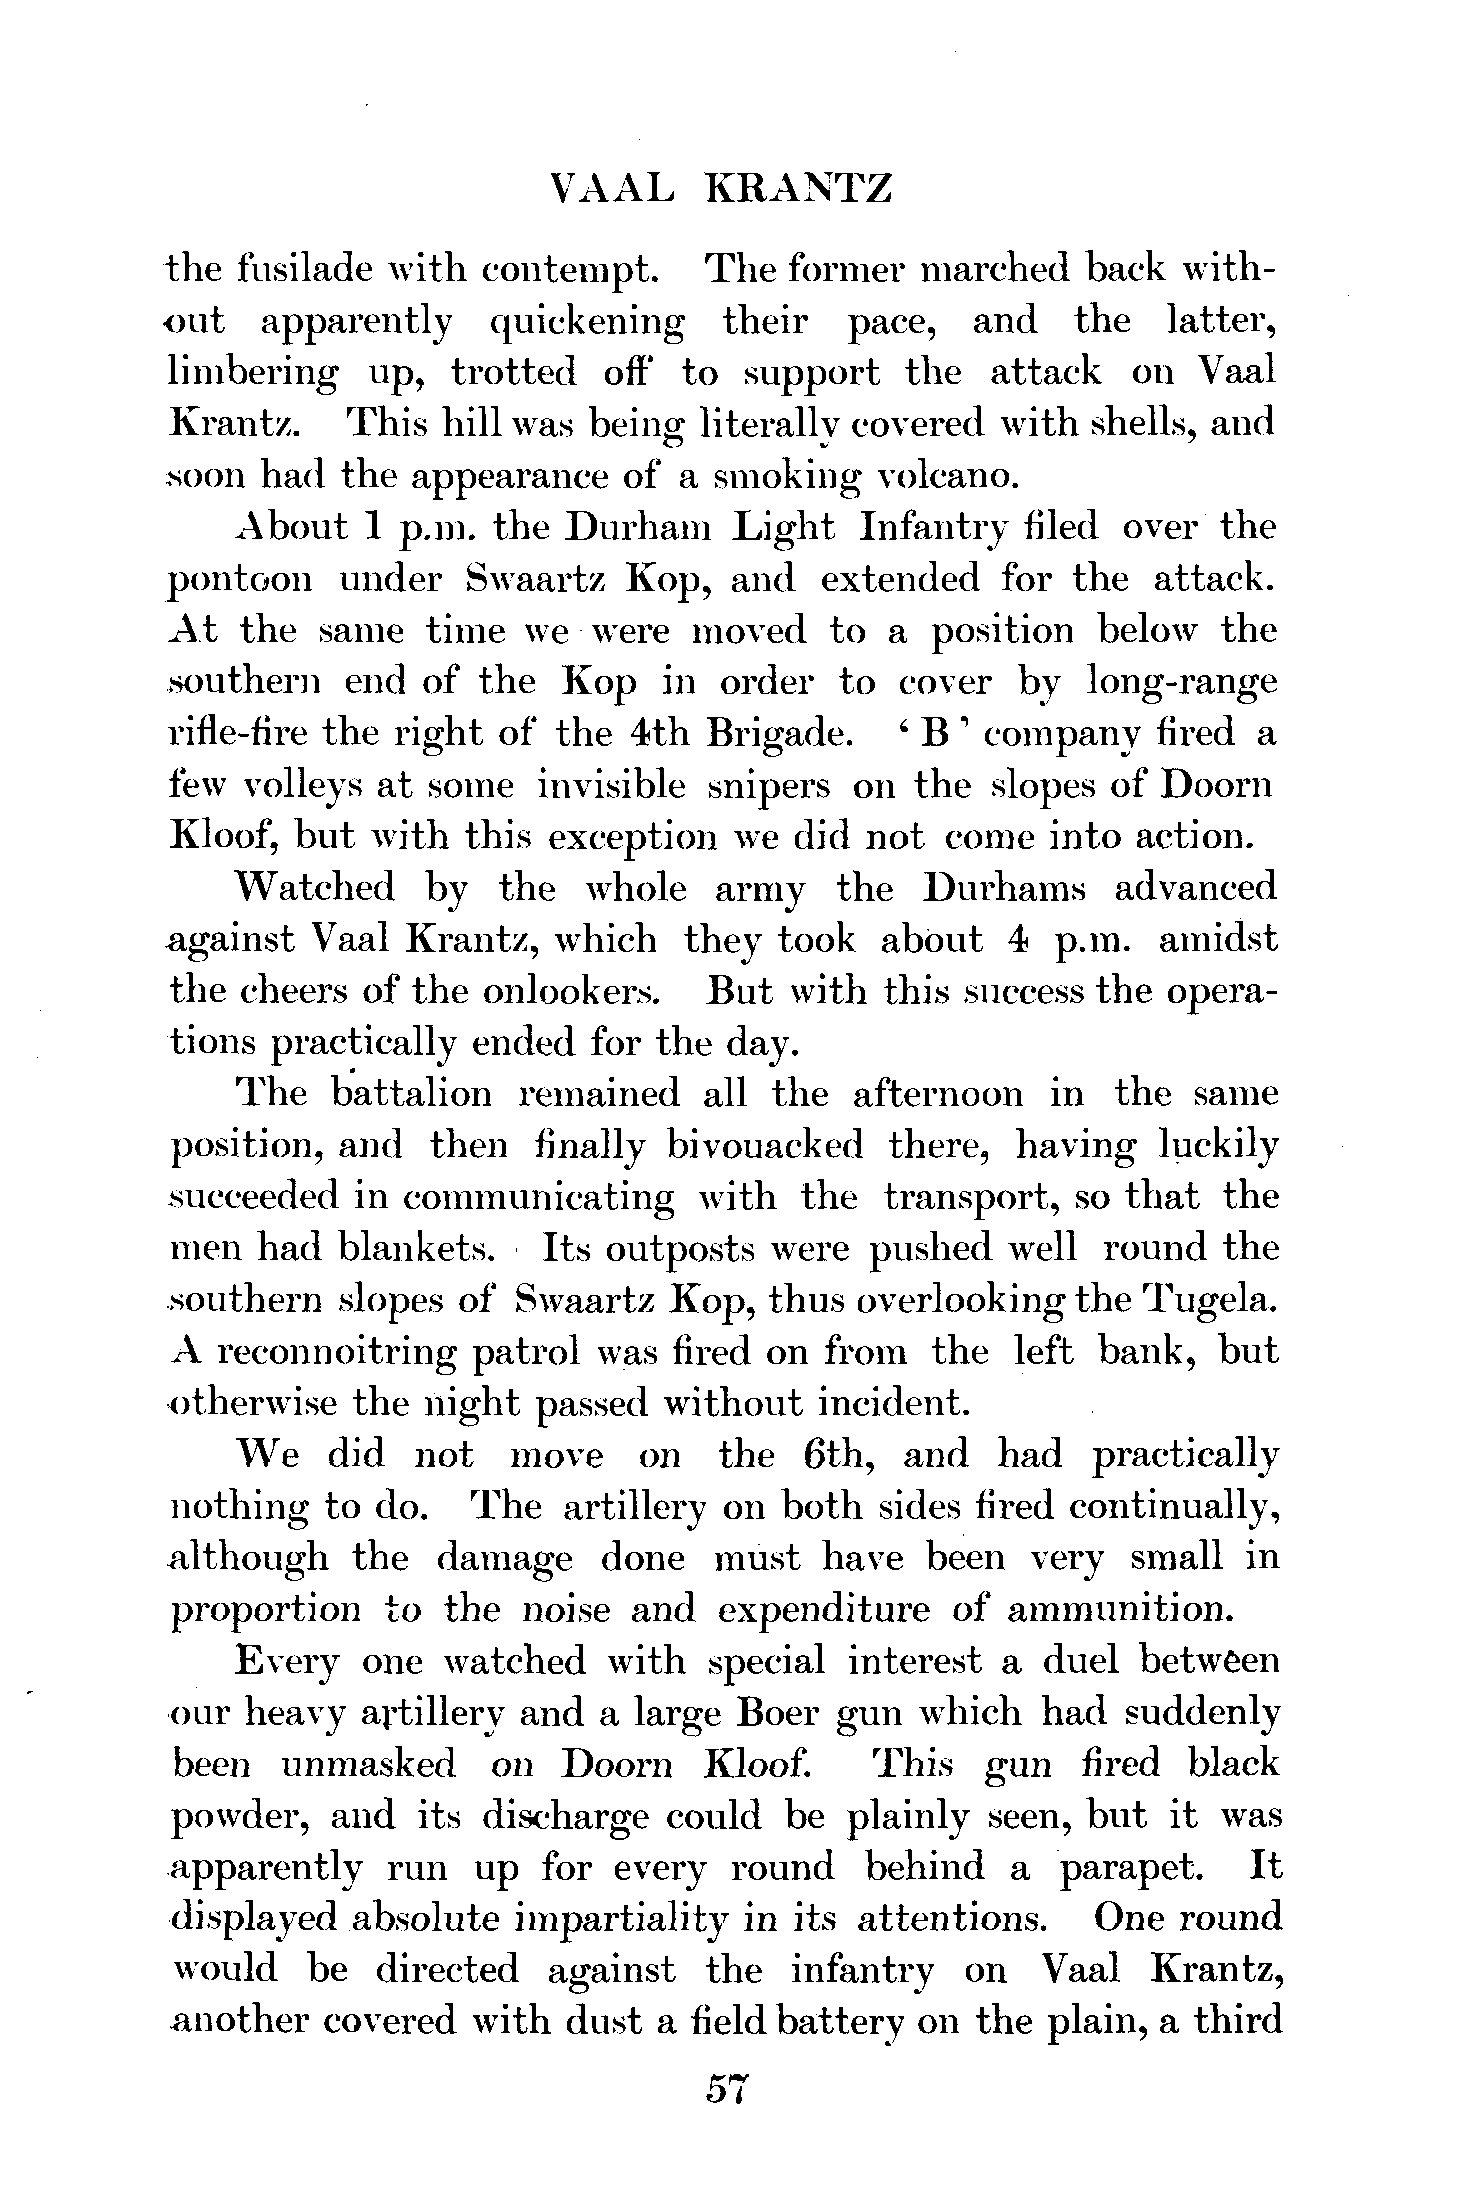 VAAL KRANTZ
the fusilade with contempt. The former marched back with-
out apparently quickening their pace, and the latter,
limbering up, trotted off to support the attack on Vaal
Krantz. This hill was being literally covered with shells, and
soon had the appearance of a smoking volcano.
About 1 p.m. the Durham Light Infantry filed over the
pontoon under Swaartz Kop, and extended for the attack.
At the same time we were moved to a position below the
southern end of the Kop in order to cover by long-range
rifle-fire the right of the 4th Brigade. ‘ B ’ company fired a
few volleys at some invisible snipers on the slopes of Doorn
Kloof, but with this exception we did not come into action.
Watched by the whole army the Durhams advanced
against Vaal Krantz, which they took about 4 p.m. amidst
the cheers of the onlookers. But with this success the opera-
tions practically ended for the day.
The battalion remained all the afternoon in the same
position, and then finally bivouacked there, having luckily
succeeded in communicating with the transport, so that the
men had blankets. Its outposts were pushed well round the
southern slopes of Swaartz Kop, thus overlooking the Tugela.
A reconnoitring patrol was fired on from the left bank, but
otherwise the night passed without incident.
We did not move on the 6th, and had practically
nothing to do. The artillery on both sides fired continually,
although the damage done must have been very small in
proportion to the noise and expenditure of ammunition.
Every one watched with special interest a duel between
our heavy artillery and a large Boer gun which had suddenly
been unmasked on Doorn Kloof. This gun fired black
powder, and its discharge could be plainly seen, but it was
apparently run up for every round behind a parapet. It
displayed absolute impartiality in its attentions. One round
would be directed against the infantry on Vaal Krantz,
another covered with dust a field battery on the plain, a third
57